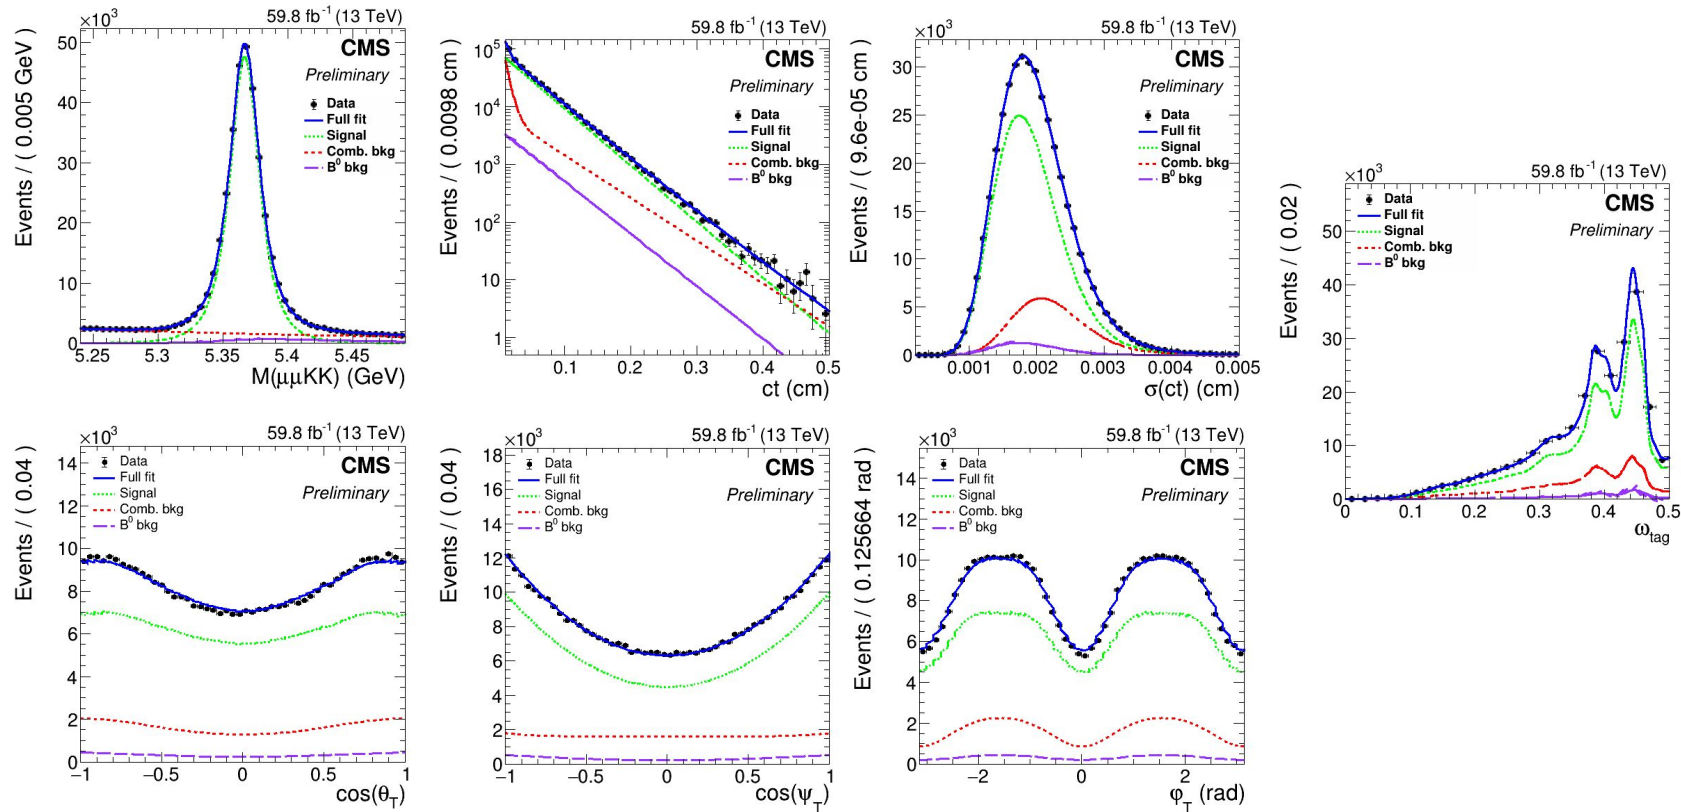 ×10³ 59.8 fb⁻¹ (13 TeV)
Events / ( 0.005 GeV )
50
40
30
20
10
0
CMS
Preliminary
Data
Full fit
Signal
Comb. bkg
B⁰ bkg
5.25 5.3 5.35 5.4 5.45
M(μμKK) (GeV)
59.8 fb⁻¹ (13 TeV)
Events / ( 0.0098 cm )
10⁵
10⁴
10³
10²
10
1
CMS
Preliminary
Data
Full fit
Signal
Comb. bkg
B⁰ bkg
0.1 0.2 0.3 0.4 0.5
ct (cm)
×10³ 59.8 fb⁻¹ (13 TeV)
Events / ( 9.6e-05 cm )
30
25
20
15
10
5
0
CMS
Preliminary
Data
Full fit
Signal
Comb. bkg
B⁰ bkg
0.001 0.002 0.003 0.004 0.005
σ(ct) (cm)
×10³ 59.8 fb⁻¹ (13 TeV)
Events / ( 0.02 )
50
40
30
20
10
0
CMS
Preliminary
Data
Full fit
Signal
Comb. bkg
B⁰ bkg
0 0.1 0.2 0.3 0.4 0.5
ω_tag
×10³ 59.8 fb⁻¹ (13 TeV)
Events / ( 0.04 )
14
12
10
8
6
4
2
0
CMS
Preliminary
Data
Full fit
Signal
Comb. bkg
B⁰ bkg
−1 −0.5 0 0.5 1
cos(θ_T)
×10³ 59.8 fb⁻¹ (13 TeV)
Events / ( 0.04 )
18
16
14
12
10
8
6
4
2
0
CMS
Preliminary
Data
Full fit
Signal
Comb. bkg
B⁰ bkg
−1 −0.5 0 0.5 1
cos(ψ_T)
×10³ 59.8 fb⁻¹ (13 TeV)
Events / ( 0.125664 rad )
14
12
10
8
6
4
2
0
CMS
Preliminary
Data
Full fit
Signal
Comb. bkg
B⁰ bkg
−2 0 2
φ_T (rad)